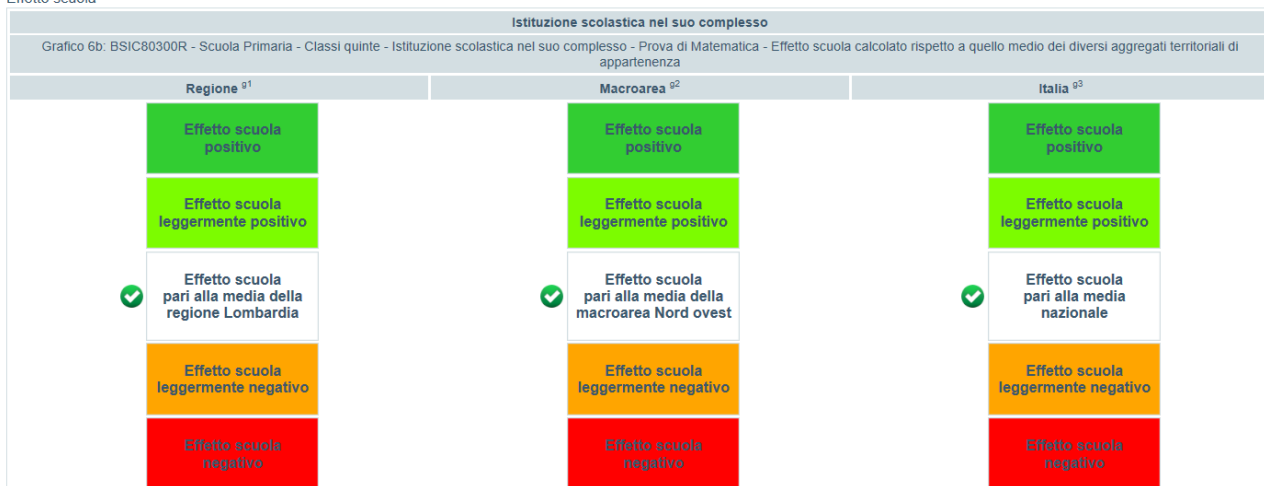 Effetto scuola
Istituzione scolastica nel suo complesso
Grafico 6b: BSIC80300R - Scuola Primaria - Classi quinte - Istituzione scolastica nel suo complesso - Prova di Matematica - Effetto scuola calcolato rispetto a quello medio dei diversi aggregati territoriali di
appartenenza
Regione g1 Macroarea g2 Italia g3
Effetto scuola
positivo
Effetto scuola
positivo
Effetto scuola
positivo
Effetto scuola
leggermente positivo
Effetto scuola
leggermente positivo
Effetto scuola
leggermente positivo
Effetto scuola
pari alla media della
regione Lombardia
Effetto scuola
pari alla media della
macroarea Nord ovest
Effetto scuola
pari alla media
nazionale
Effetto scuola
leggermente negativo
Effetto scuola
leggermente negativo
Effetto scuola
leggermente negativo
Effetto scuola
negativo
Effetto scuola
negativo
Effetto scuola
negativo